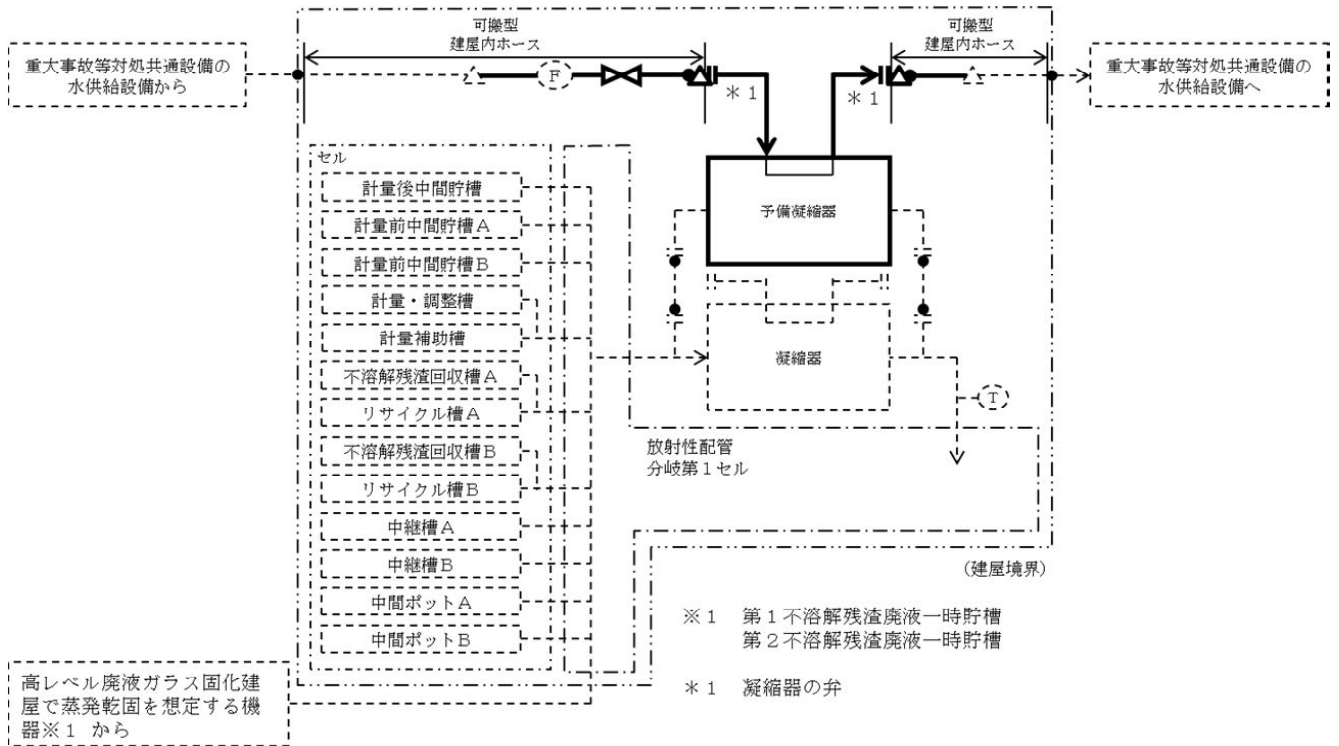 可搬型
建屋内ホース
可搬型
建屋内ホース
重大事故等対処共通設備の
水供給設備から
F
重大事故等対処共通設備の
水供給設備へ
＊１
＊１
セル
計量後中間貯槽
計量前中間貯槽Ａ
計量前中間貯槽Ｂ
計量・調整槽
計量補助槽
不溶解残渣回収槽Ａ
リサイクル槽Ａ
不溶解残渣回収槽Ｂ
リサイクル槽Ｂ
中継槽Ａ
中継槽Ｂ
中間ポットＡ
中間ポットＢ
予備凝縮器
凝縮器
T
放射性配管
分岐第１セル
（建屋境界）
※１　第１不溶解残渣廃液一時貯槽
第２不溶解残渣廃液一時貯槽
＊１　凝縮器の弁
高レベル廃液ガラス固化建
屋で蒸発乾固を想定する機
器※１ から